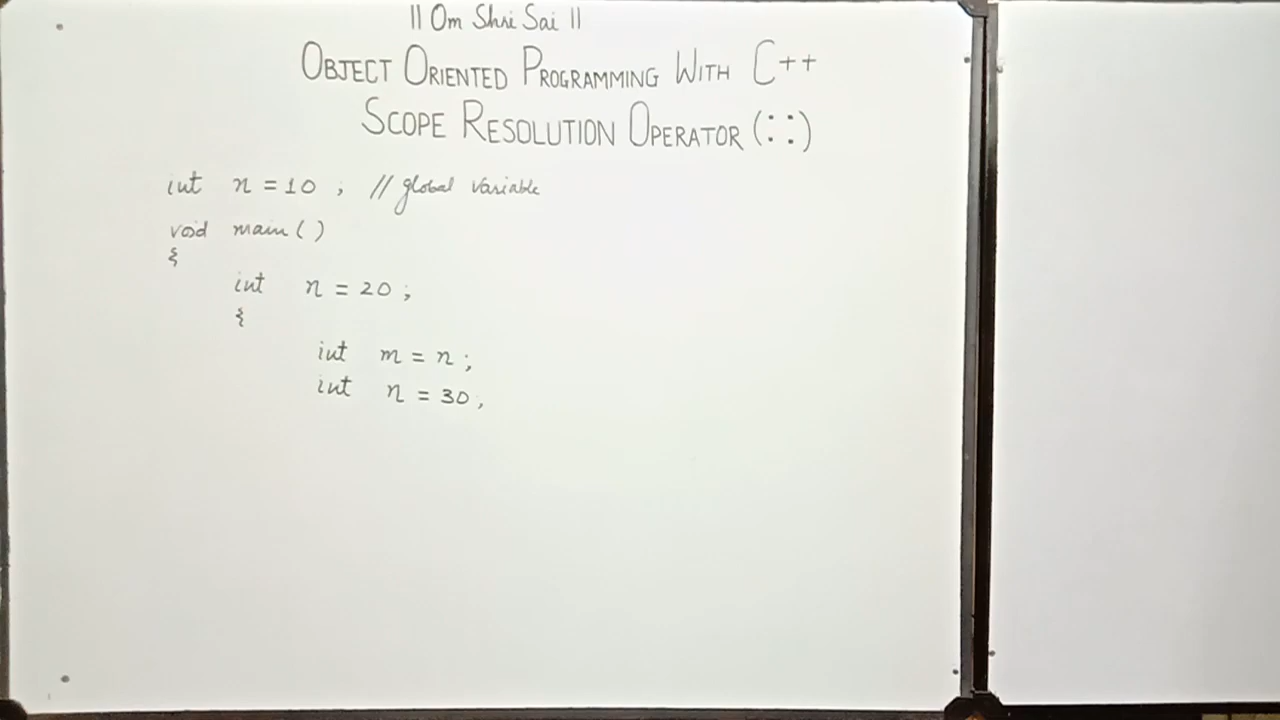 || Om Shri Sai ||
OBJECT ORIENTED PROGRAMMING WITH C++
SCOPE RESOLUTION OPERATOR (::)
int n = 10 ; // global variable
void main( )
{
int n = 20 ;
{
int m = n ;
int n = 30 ,